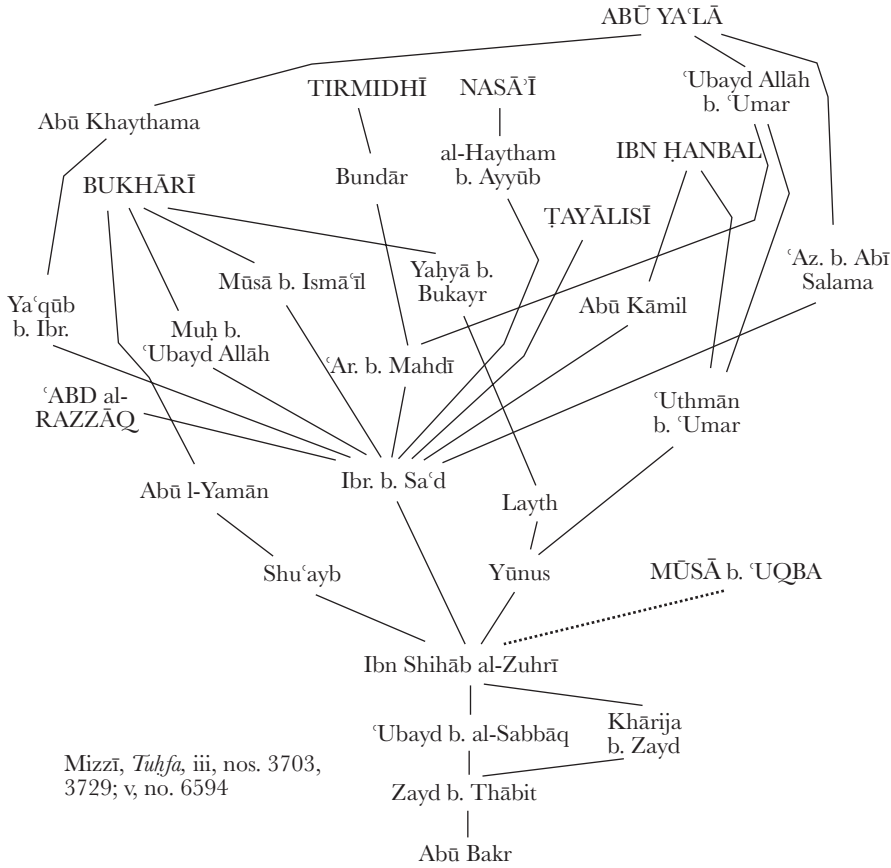 ABŪ YAʿLĀ
ʿUbayd Allāh
b. ʿUmar
TIRMIDHĪ
NASĀʾĪ
Abū Khaythama
IBN ḤANBAL
al-Haytham
b. Ayyūb
Bundār
BUKHĀRĪ
ṬAYĀLISĪ
ʿAz. b. Abī
Salama
Yaḥyā b.
Bukayr
Mūsā b. Ismāʿīl
Yaʿqūb
b. Ibr.
Abū Kāmil
Muḥ b.
ʿUbayd Allāh
ʿAr. b. Mahdī
ʿABD al-
RAZZĀQ
ʿUthmān
b. ʿUmar
Ibr. b. Saʿd
Abū l-Yamān
Layth
Shuʿayb
Yūnus
MŪSĀ b. ʿUQBA
Ibn Shihāb al-Zuhrī
ʿUbayd b. al-Sabbāq
Khārija
b. Zayd
Mizzī, Tuḥfa, iii, nos. 3703,
3729; v, no. 6594
Zayd b. Thābit
Abū Bakr